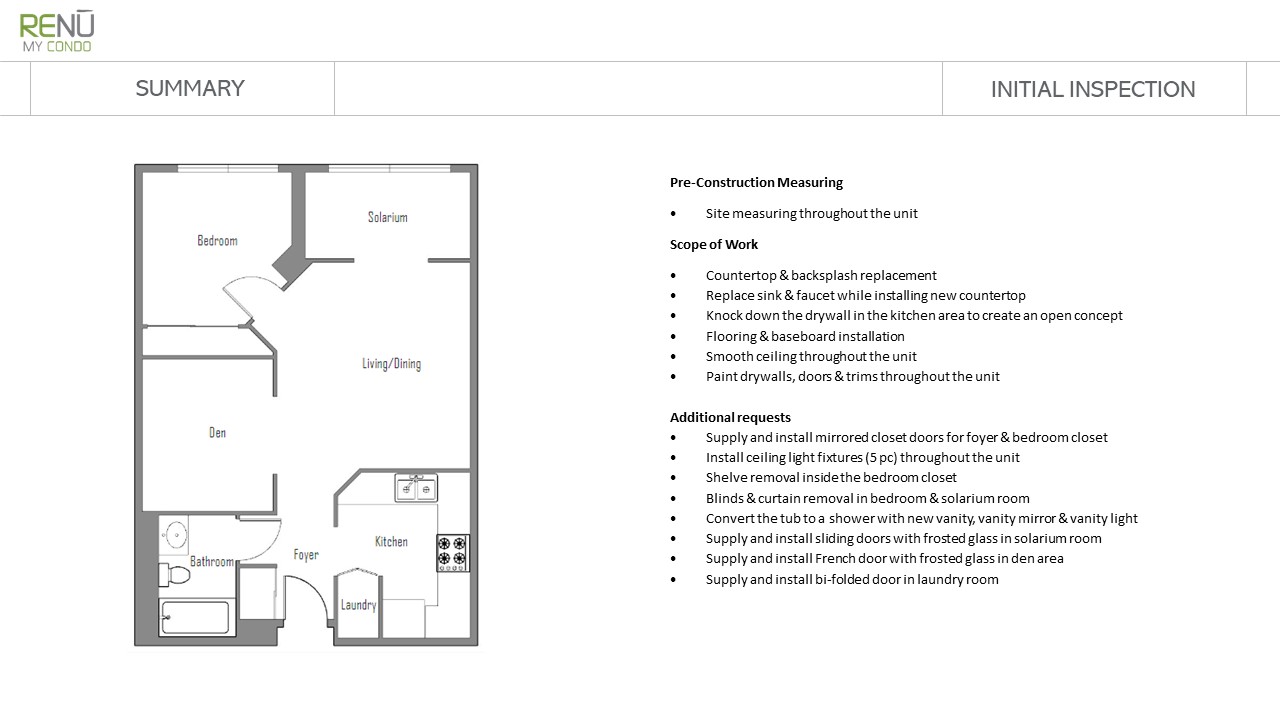 RENŪ
MY CONDO
SUMMARY
INITIAL INSPECTION
Bedroom
Solarium
Living/Dining
Den
Kitchen
Foyer
Bathroom
Laundry
Pre-Construction Measuring
• Site measuring throughout the unit
Scope of Work
• Countertop & backsplash replacement
• Replace sink & faucet while installing new countertop
• Knock down the drywall in the kitchen area to create an open concept
• Flooring & baseboard installation
• Smooth ceiling throughout the unit
• Paint drywalls, doors & trims throughout the unit
Additional requests
• Supply and install mirrored closet doors for foyer & bedroom closet
• Install ceiling light fixtures (5 pc) throughout the unit
• Shelve removal inside the bedroom closet
• Blinds & curtain removal in bedroom & solarium room
• Convert the tub to a shower with new vanity, vanity mirror & vanity light
• Supply and install sliding doors with frosted glass in solarium room
• Supply and install French door with frosted glass in den area
• Supply and install bi-folded door in laundry room